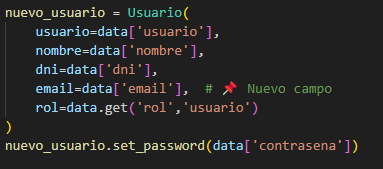 nuevo_usuario = Usuario(
    usuario=data['usuario'],
    nombre=data['nombre'],
    dni=data['dni'],
    email=data['email'],  # 📌 Nuevo campo
    rol=data.get('rol','usuario')
)
nuevo_usuario.set_password(data['contrasena'])